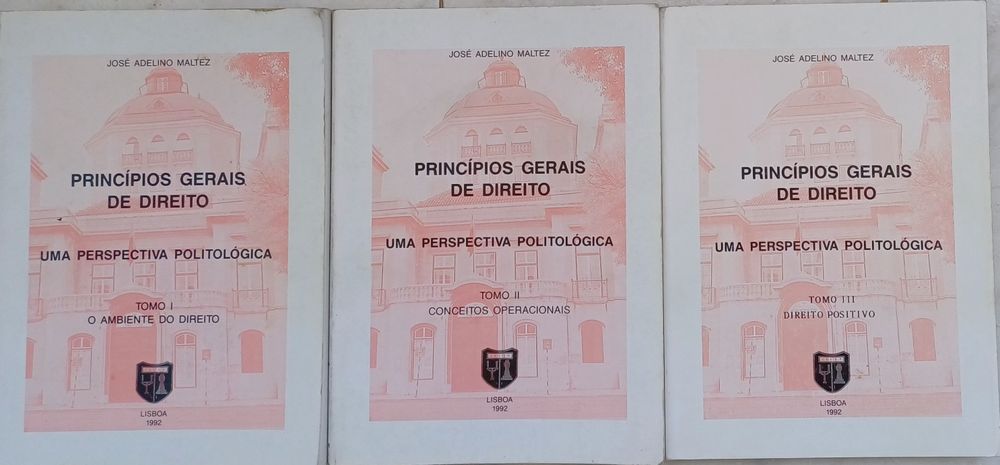 JOSÉ ADELINO MALTEZ
PRINCÍPIOS GERAIS
DE DIREITO
UMA PERSPECTIVA POLITOLÓGICA
TOMO I
O AMBIENTE DO DIREITO
LISBOA
1992
JOSÉ ADELINO MALTEZ
PRINCÍPIOS GERAIS
DE DIREITO
UMA PERSPECTIVA POLITOLÓGICA
TOMO II
CONCEITOS OPERACIONAIS
LISBOA
1992
JOSÉ ADELINO MALTEZ
PRINCÍPIOS GERAIS
DE DIREITO
UMA PERSPECTIVA POLITOLÓGICA
TOMO III
DIREITO POSITIVO
LISBOA
1992